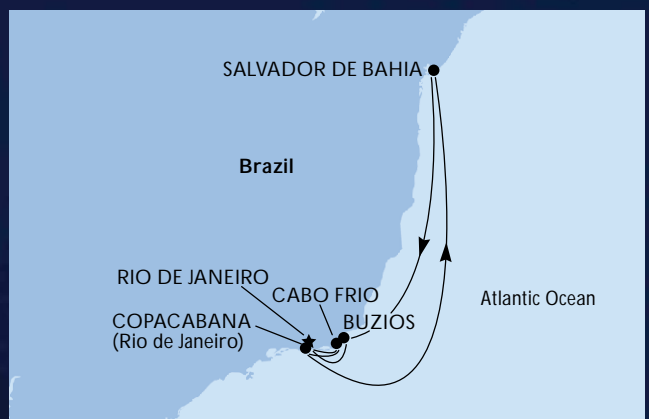 SALVADOR DE BAHIA
Brazil
RIO DE JANEIRO
CABO FRIO
Atlantic Ocean
COPACABANA
(Rio de Janeiro)
BUZIOS